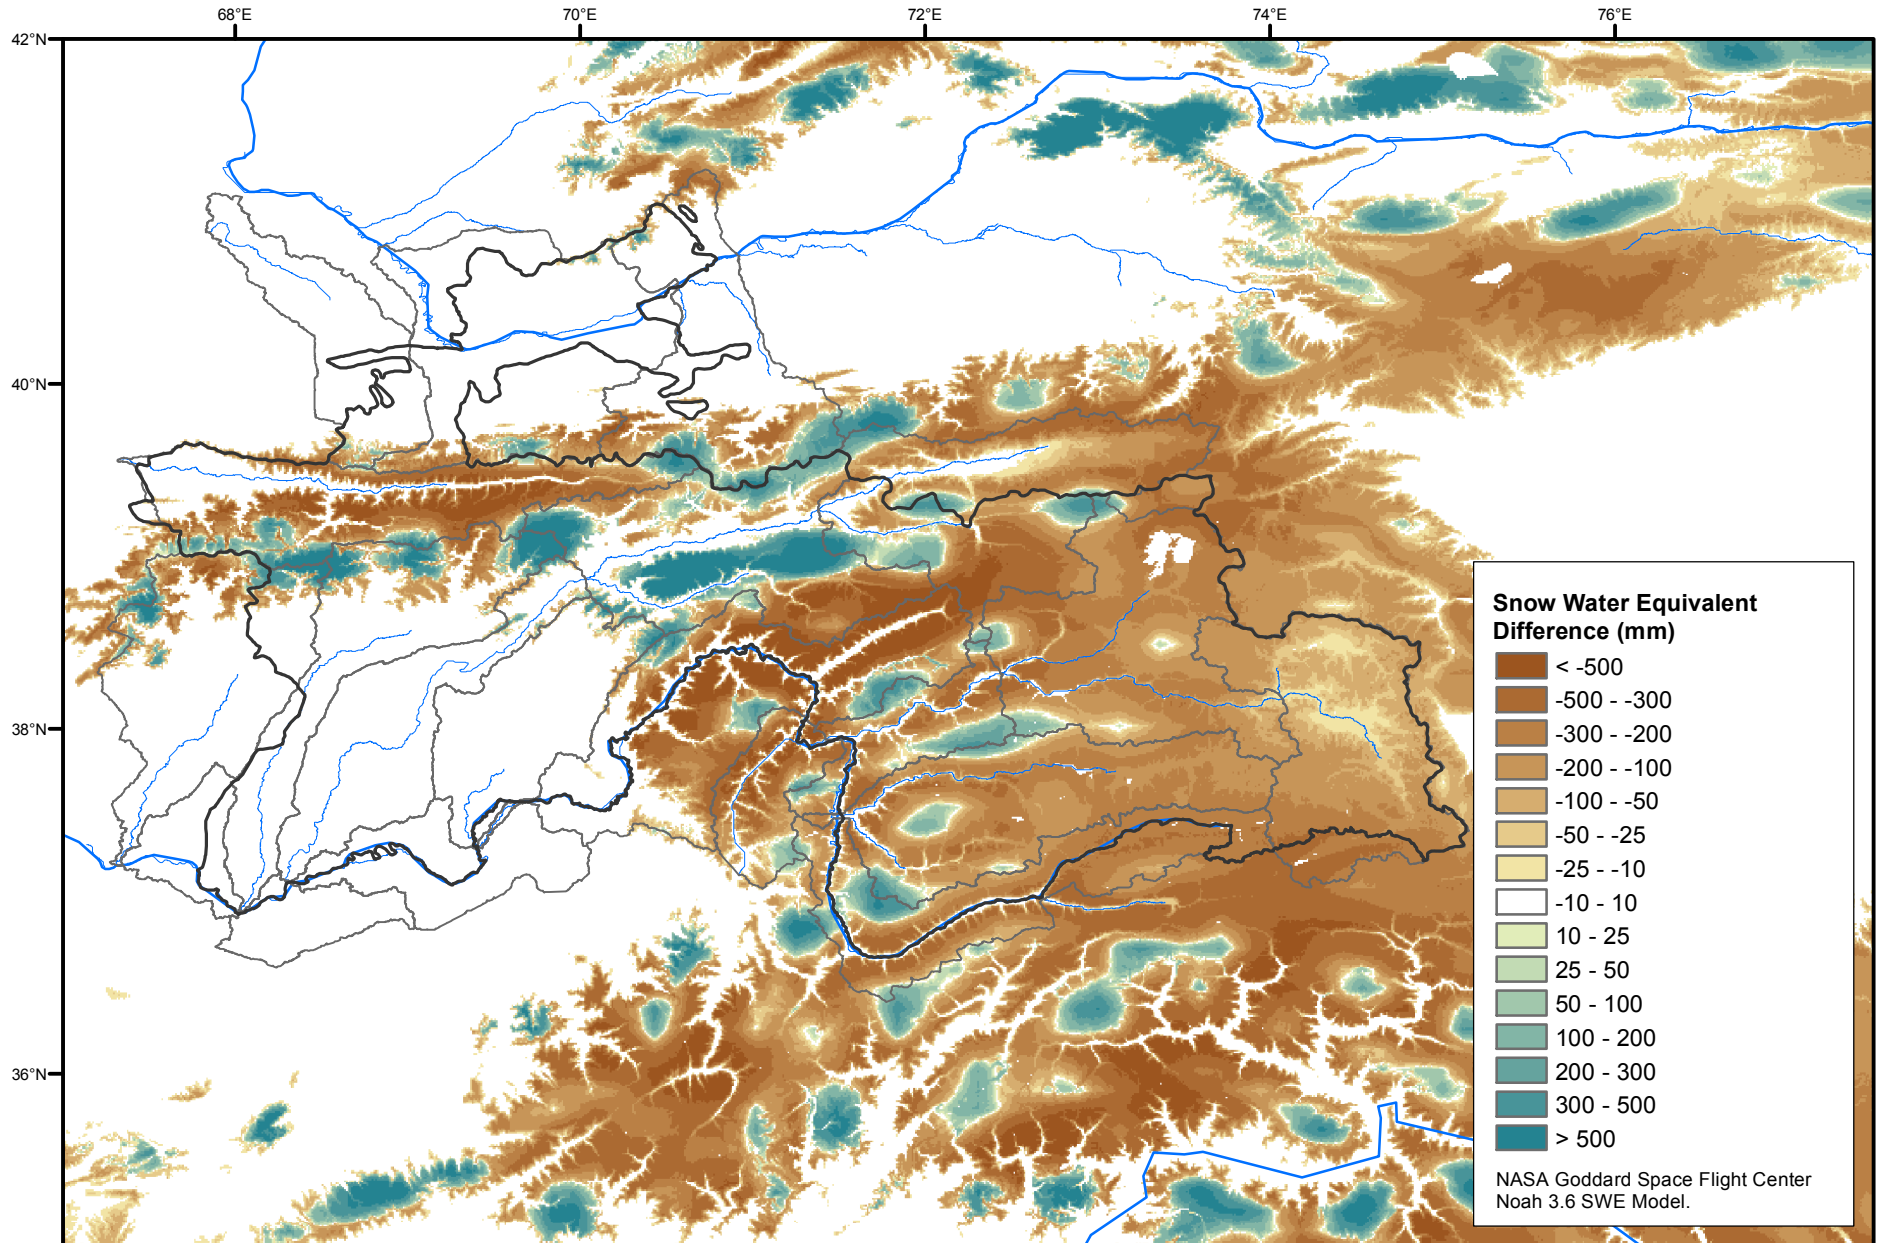 68°E
70°E
72°E
74°E
76°E
42°N
40°N
38°N
36°N
Snow Water Equivalent
Difference (mm)
< -500
-500 - -300
-300 - -200
-200 - -100
-100 - -50
-50 - -25
-25 - -10
-10 - 10
10 - 25
25 - 50
50 - 100
100 - 200
200 - 300
300 - 500
> 500
NASA Goddard Space Flight Center
Noah 3.6 SWE Model.